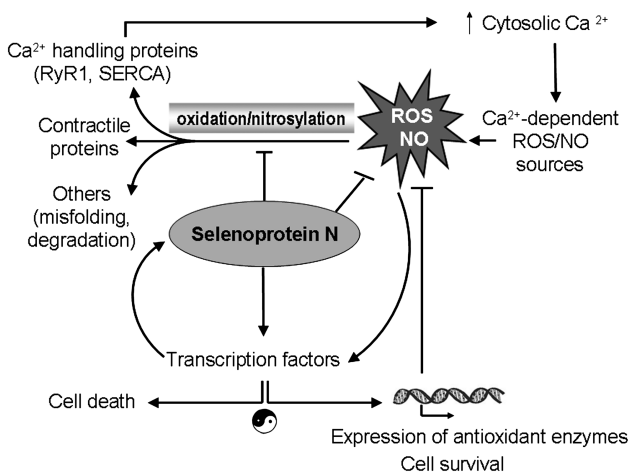 Ca²⁺ handling proteins
(RyR1, SERCA)
↑ Cytosolic Ca ²⁺
oxidation/nitrosylation
ROS
NO
Ca²⁺-dependent
ROS/NO
sources
Contractile
proteins
Others
(misfolding,
degradation)
Selenoprotein N
Transcription factors
Cell death
Expression of antioxidant enzymes
Cell survival